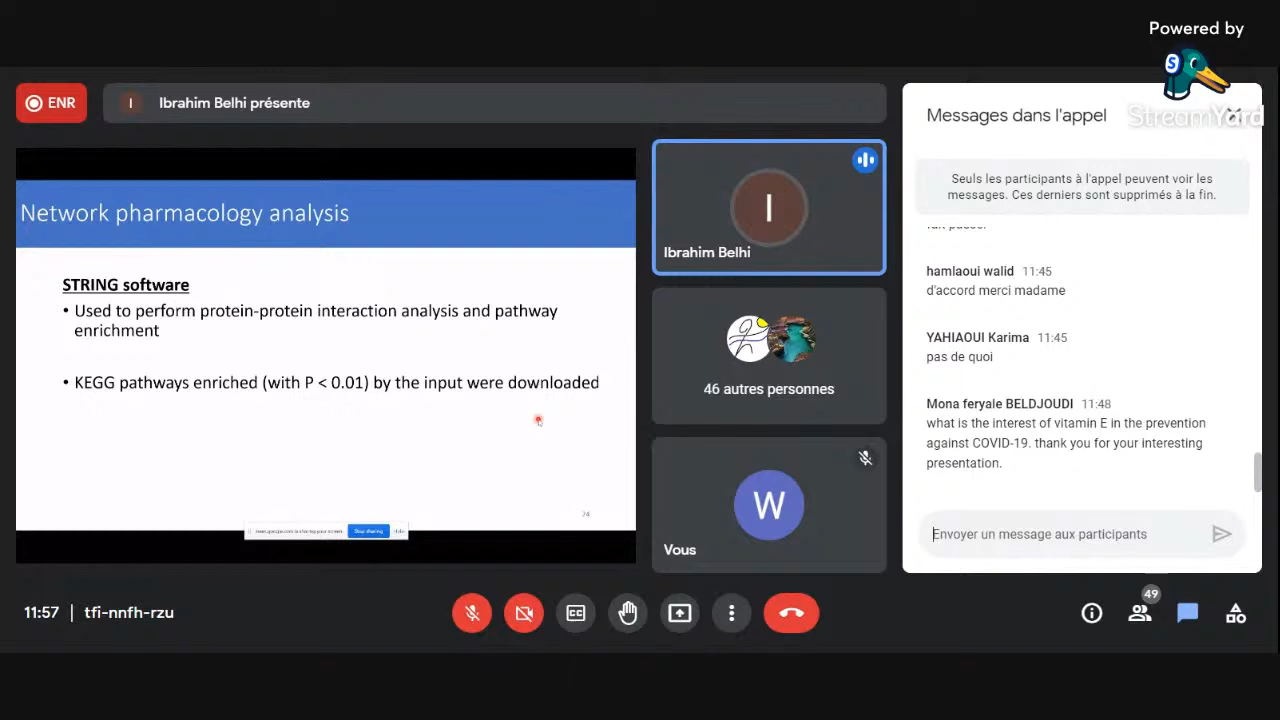 Powered by
S
StreamYard
ENR
I
Ibrahim Belhi présente
Network pharmacology analysis
STRING software
• Used to perform protein-protein interaction analysis and pathway
enrichment
• KEGG pathways enriched (with P < 0.01) by the input were downloaded
24
Stop sharing
Hide
I
Ibrahim Belhi
46 autres personnes
W
Vous
Messages dans l'appel
Seuls les participants à l'appel peuvent voir les
messages. Ces derniers sont supprimés à la fin.
hamlaoui walid 11:45
d'accord merci madame
YAHIAOUI Karima 11:45
pas de quoi
Mona feryale BELDJOUDI 11:48
what is the interest of vitamin E in the prevention
against COVID-19. thank you for your interesting
presentation.
Envoyer un message aux participants
11:57 | tfi-nnfh-rzu
CC
49